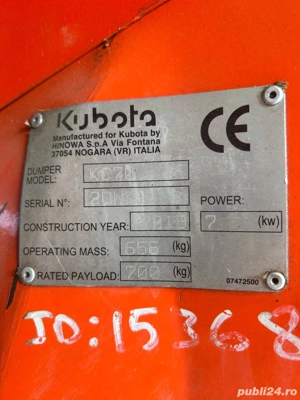 Kubota
Manufactured for Kubota by
HINOWA S.p.A Via Fontana
37054 NOGARA (VR) ITALIA
CE
DUMPER
MODEL:
SERIAL N°:
POWER:
CONSTRUCTION YEAR:
7 (kw)
OPERATING MASS: 656 (kg)
RATED PAYLOAD: 700 (kg)
07472500
JD:15368
publi24.ro